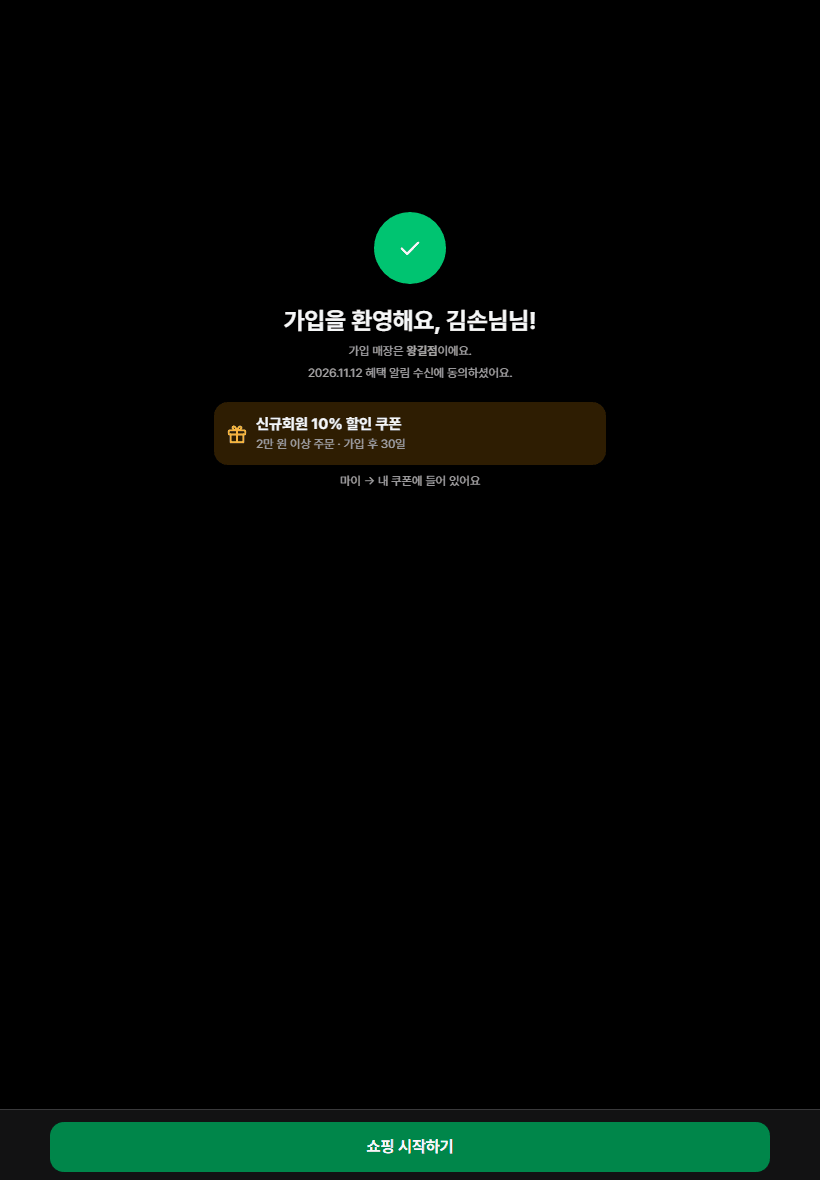 가입을 환영해요, 김손님님!
가입 매장은 왕길점이에요.
2026.11.12 혜택 알림 수신에 동의하셨어요.
신규회원 10% 할인 쿠폰
2만 원 이상 주문 · 가입 후 30일
마이 → 내 쿠폰에 들어 있어요
쇼핑 시작하기